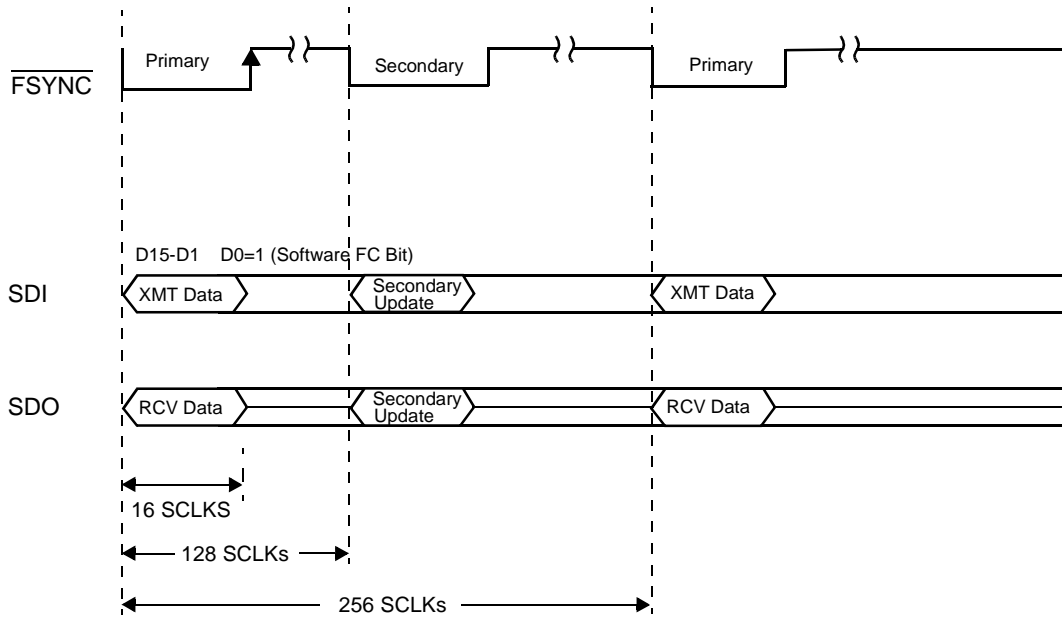 Primary
Secondary
Primary
FSYNC
D15-D1 D0=1 (Software FC Bit)
SDI
XMT Data
Secondary
Update
XMT Data
SDO
RCV Data
Secondary
Update
RCV Data
16 SCLKS
128 SCLKs
256 SCLKs